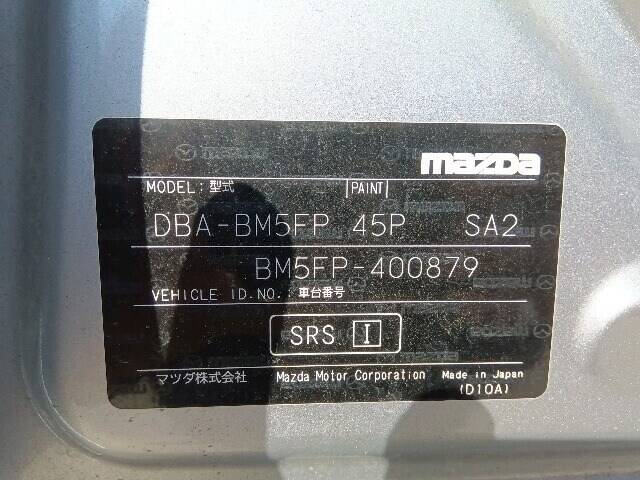 mazda
MODEL:型式 PAINT
DBA-BM5FP 45P SA2
BM5FP-400879
VEHICLE ID.NO.:車台番号
SRS I
マツダ株式会社 Mazda Motor Corporation Made in Japan
(D10A)